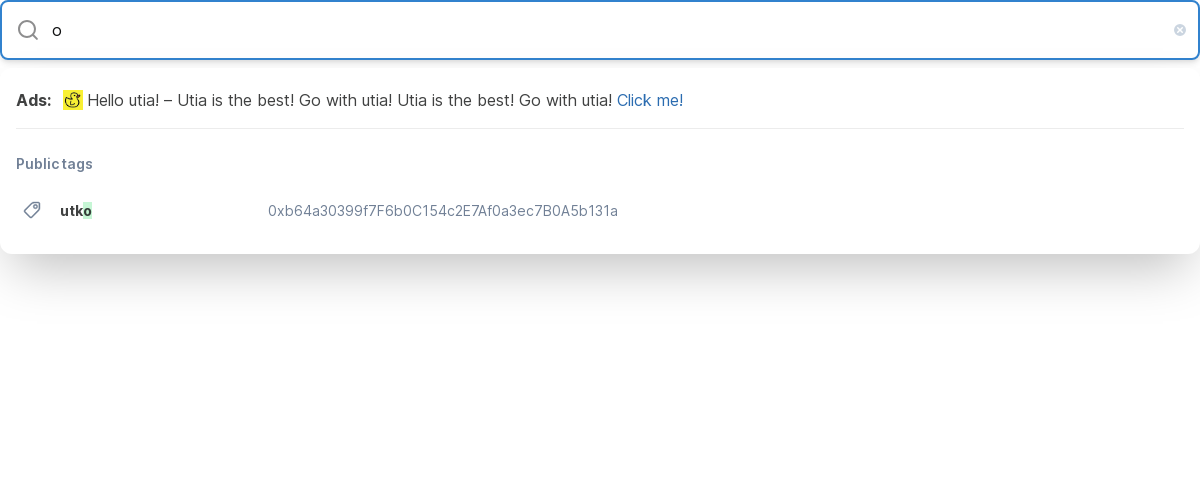 o
Ads: Hello utia! – Utia is the best! Go with utia! Utia is the best! Go with utia! Click me!
Public tags
utko 0xb64a30399f7F6b0C154c2E7Af0a3ec7B0A5b131a